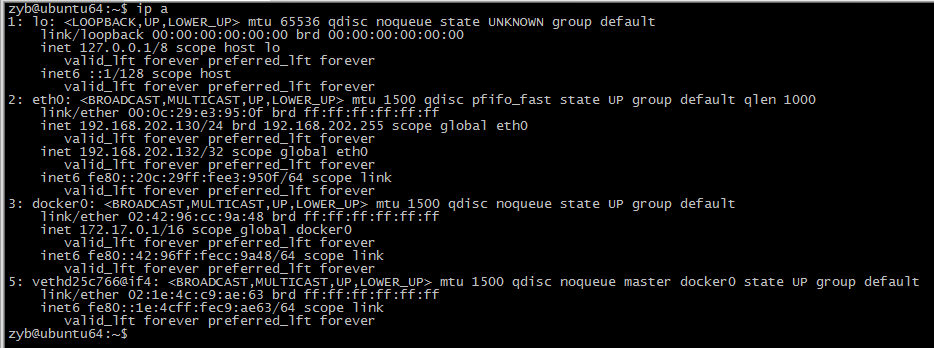 zyb@ubuntu64:~$ ip a
1: lo: <LOOPBACK,UP,LOWER_UP> mtu 65536 qdisc noqueue state UNKNOWN group default
    link/loopback 00:00:00:00:00:00 brd 00:00:00:00:00:00
    inet 127.0.0.1/8 scope host lo
       valid_lft forever preferred_lft forever
    inet6 ::1/128 scope host
       valid_lft forever preferred_lft forever
2: eth0: <BROADCAST,MULTICAST,UP,LOWER_UP> mtu 1500 qdisc pfifo_fast state UP group default qlen 1000
    link/ether 00:0c:29:e3:95:0f brd ff:ff:ff:ff:ff:ff
    inet 192.168.202.130/24 brd 192.168.202.255 scope global eth0
       valid_lft forever preferred_lft forever
    inet 192.168.202.132/32 scope global eth0
       valid_lft forever preferred_lft forever
    inet6 fe80::20c:29ff:fee3:950f/64 scope link
       valid_lft forever preferred_lft forever
3: docker0: <BROADCAST,MULTICAST,UP,LOWER_UP> mtu 1500 qdisc noqueue state UP group default
    link/ether 02:42:96:cc:9a:48 brd ff:ff:ff:ff:ff:ff
    inet 172.17.0.1/16 scope global docker0
       valid_lft forever preferred_lft forever
    inet6 fe80::42:96ff:fecc:9a48/64 scope link
       valid_lft forever preferred_lft forever
5: vethd25c766@if4: <BROADCAST,MULTICAST,UP,LOWER_UP> mtu 1500 qdisc noqueue master docker0 state UP group default
    link/ether 02:1e:4c:c9:ae:63 brd ff:ff:ff:ff:ff:ff
    inet6 fe80::1e:4cff:fec9:ae63/64 scope link
       valid_lft forever preferred_lft forever
zyb@ubuntu64:~$